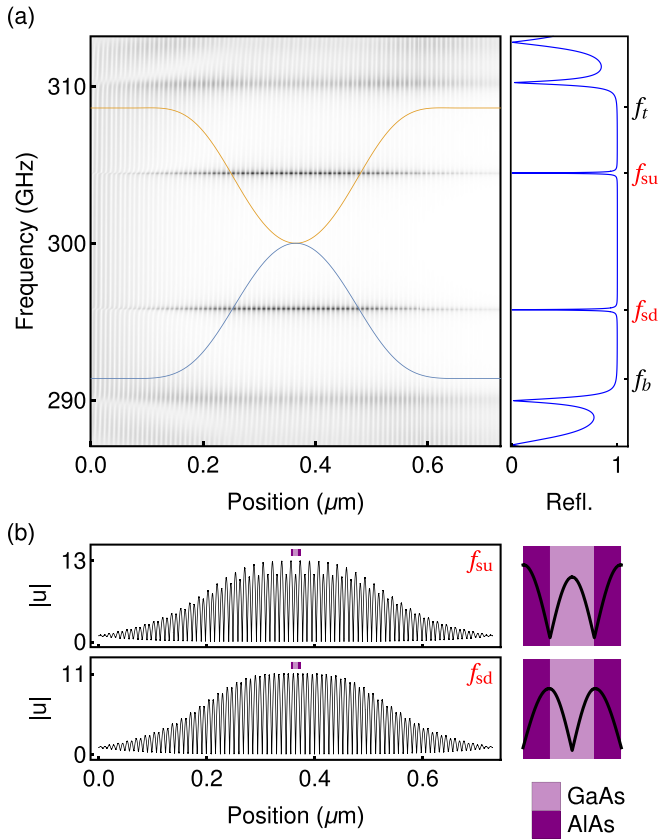 (a)
310
300
290
Frequency (GHz)
0.0 0.2 0.4 0.6
Position (µm)
f_t
f_su
f_sd
f_b
0 1
Refl.
(b)
13
0
|u|
f_su
11
0
|u|
f_sd
0.0 0.2 0.4 0.6
Position (µm)
GaAs
AlAs